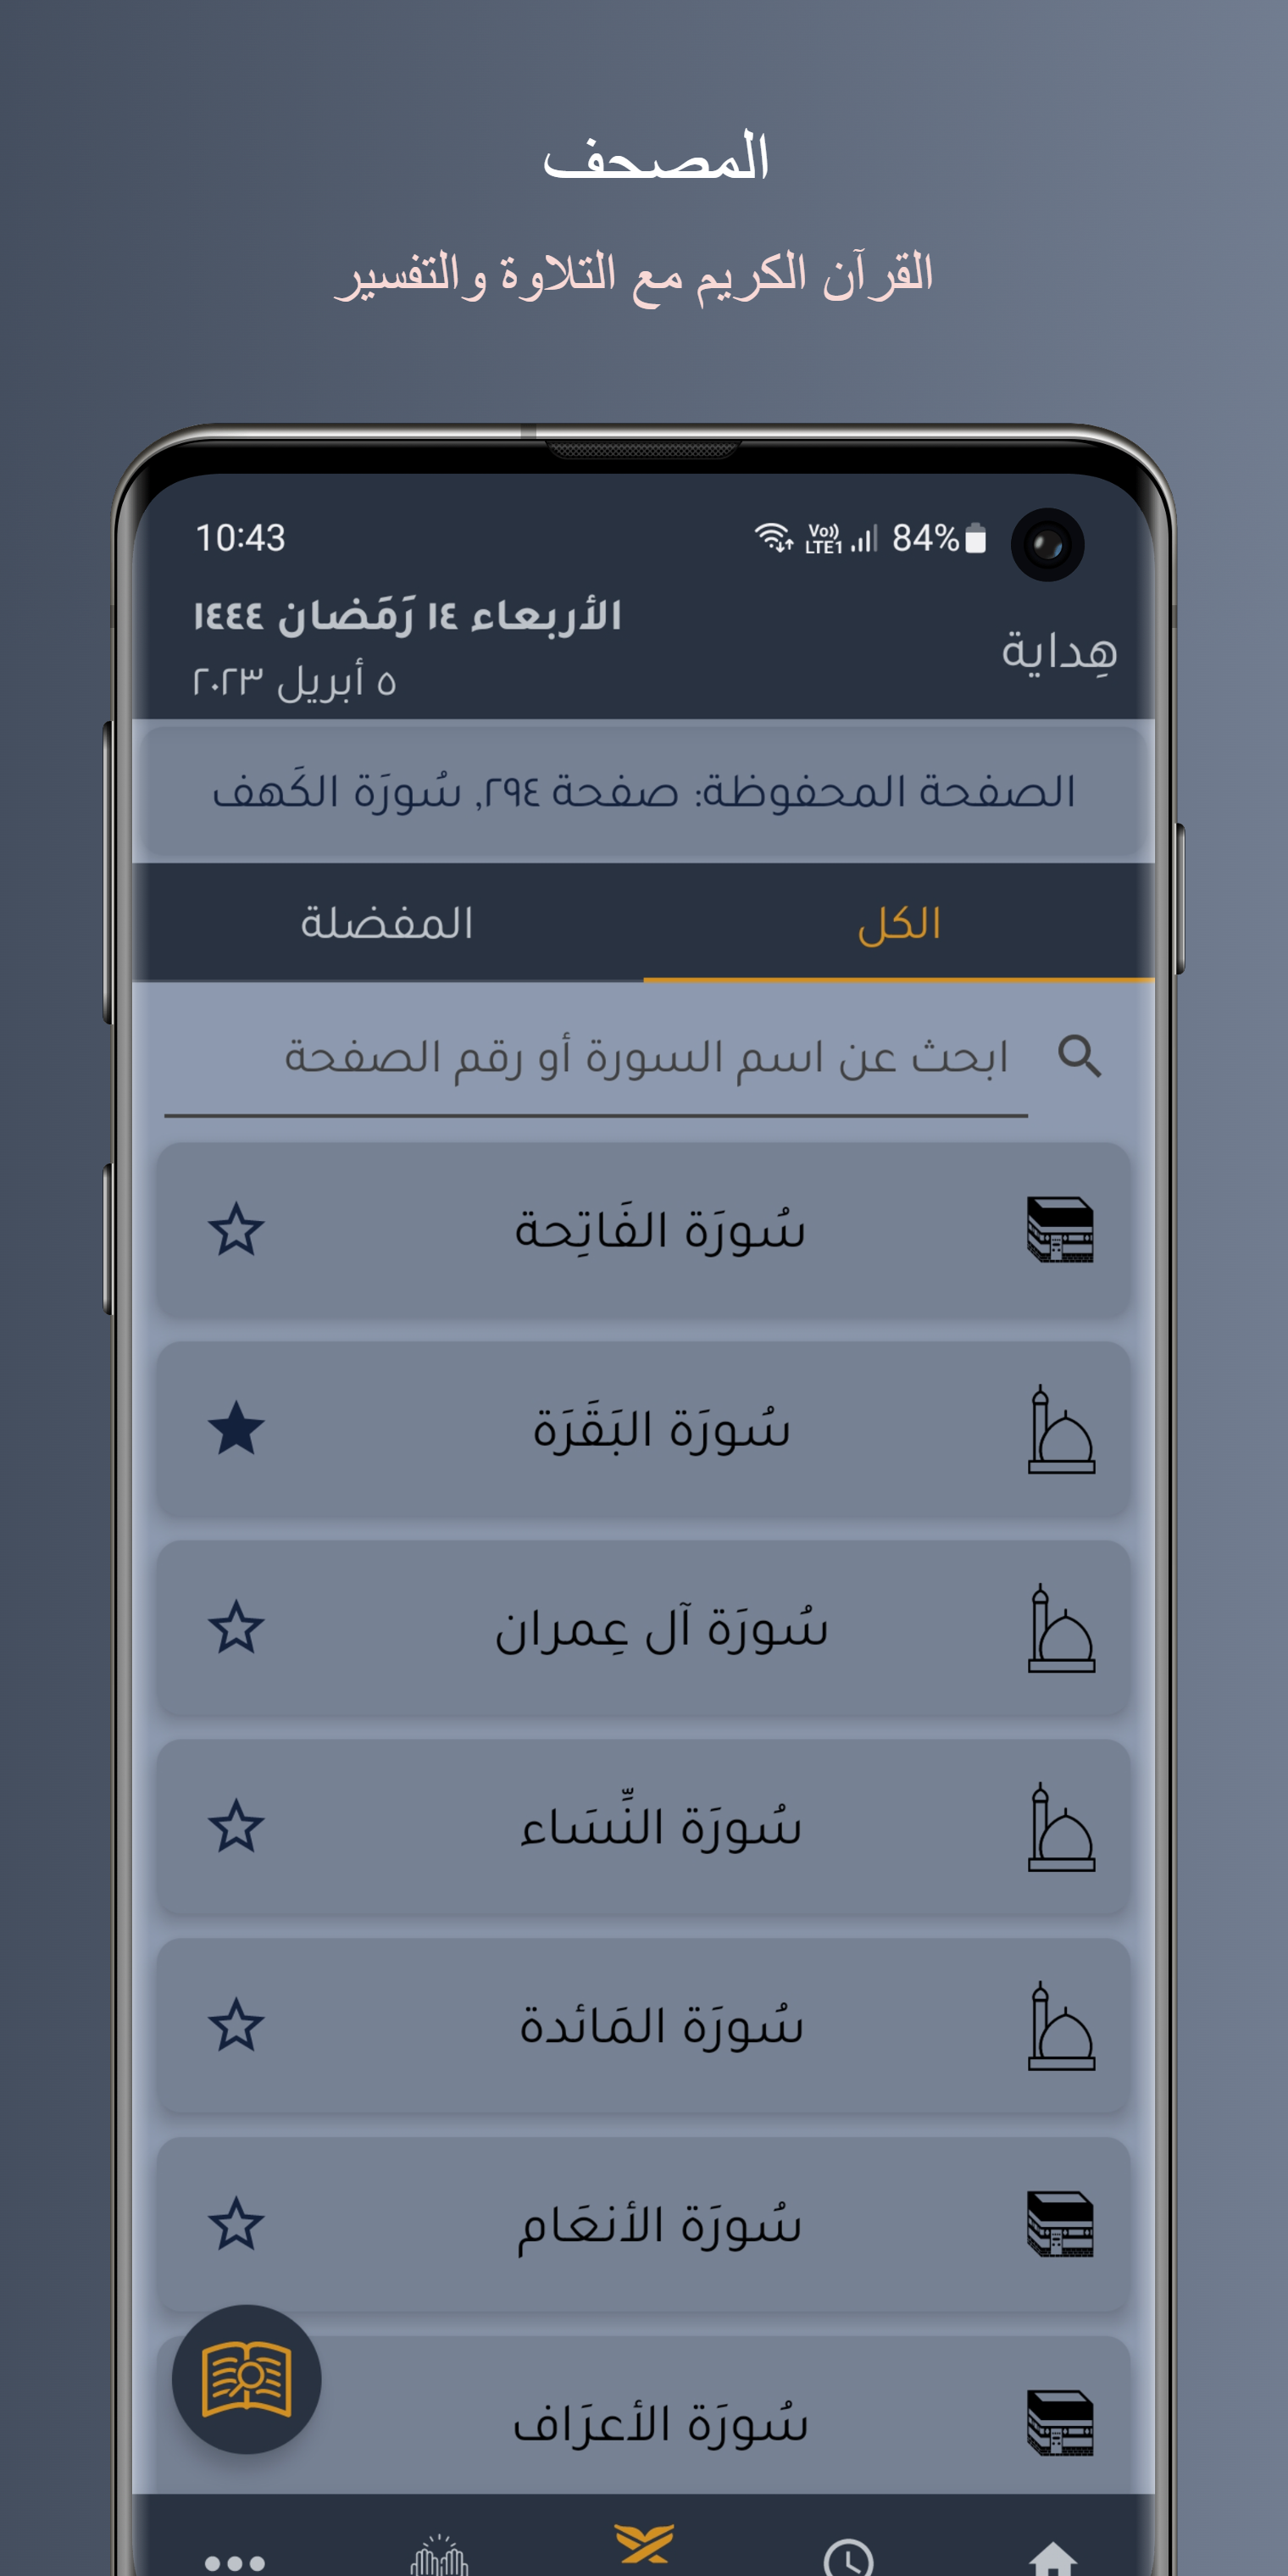 المصحف
القرآن الكريم مع التلاوة والتفسير
10:43
Vo)) LTE1 84%
هِداية
الأربعاء ١٤ رَمَضان ١٤٤٤
٥ أبريل ٢٠٢٣
الصفحة المحفوظة: صفحة ٢٩٤, سُورَة الكَهف
الكل
المفضلة
ابحث عن اسم السورة أو رقم الصفحة
سُورَة الفَاتِحة
سُورَة البَقَرَة
سُورَة آل عِمران
سُورَة النِّسَاء
سُورَة المَائدة
سُورَة الأنعَام
سُورَة الأعرَاف